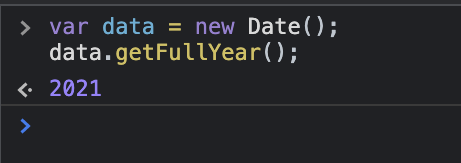 var data = new Date();
data.getFullYear();
2021